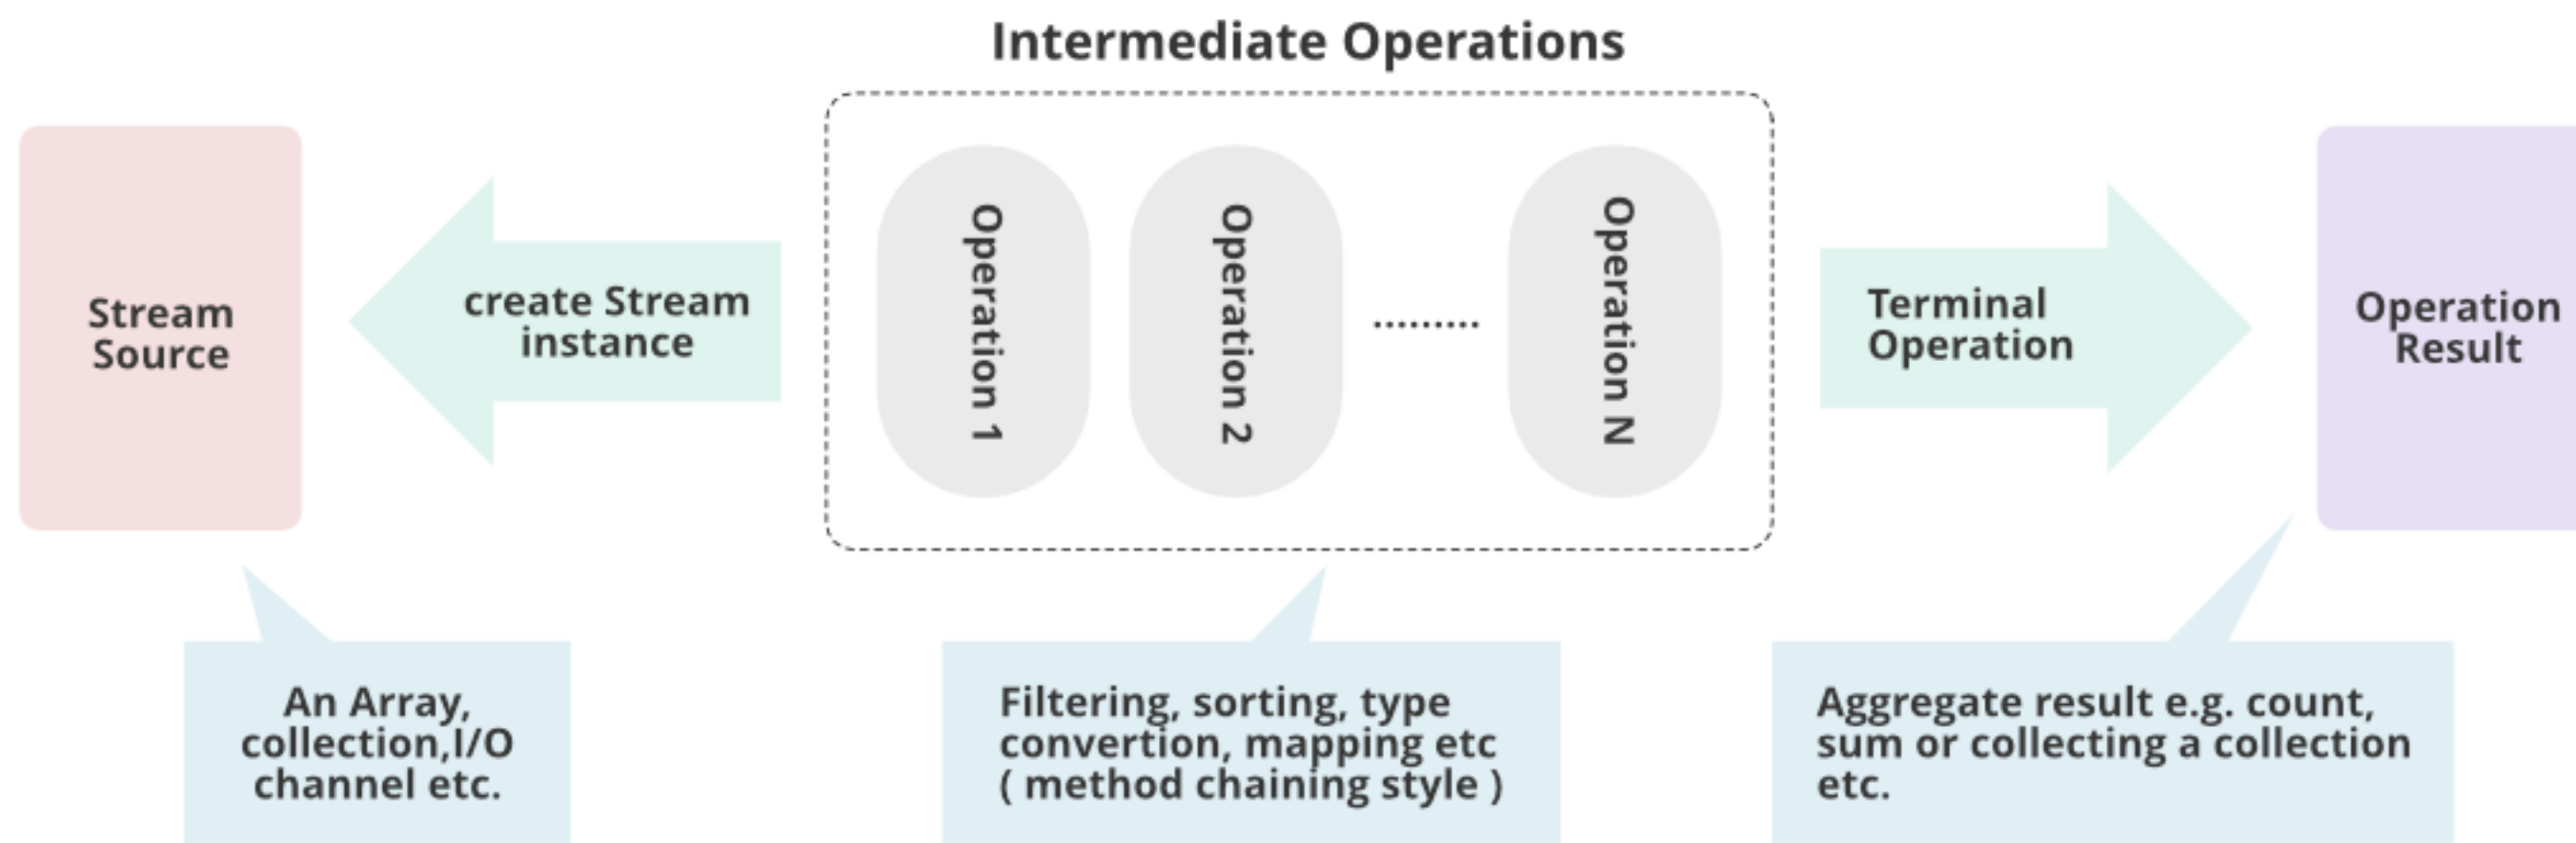 Intermediate Operations
Stream
Source
create Stream
instance
Operation 1
Operation 2
.........
Operation N
Terminal
Operation
Operation
Result
An Array,
collection,I/O
channel etc.
Filtering, sorting, type
convertion, mapping etc
( method chaining style )
Aggregate result e.g. count,
sum or collecting a collection
etc.